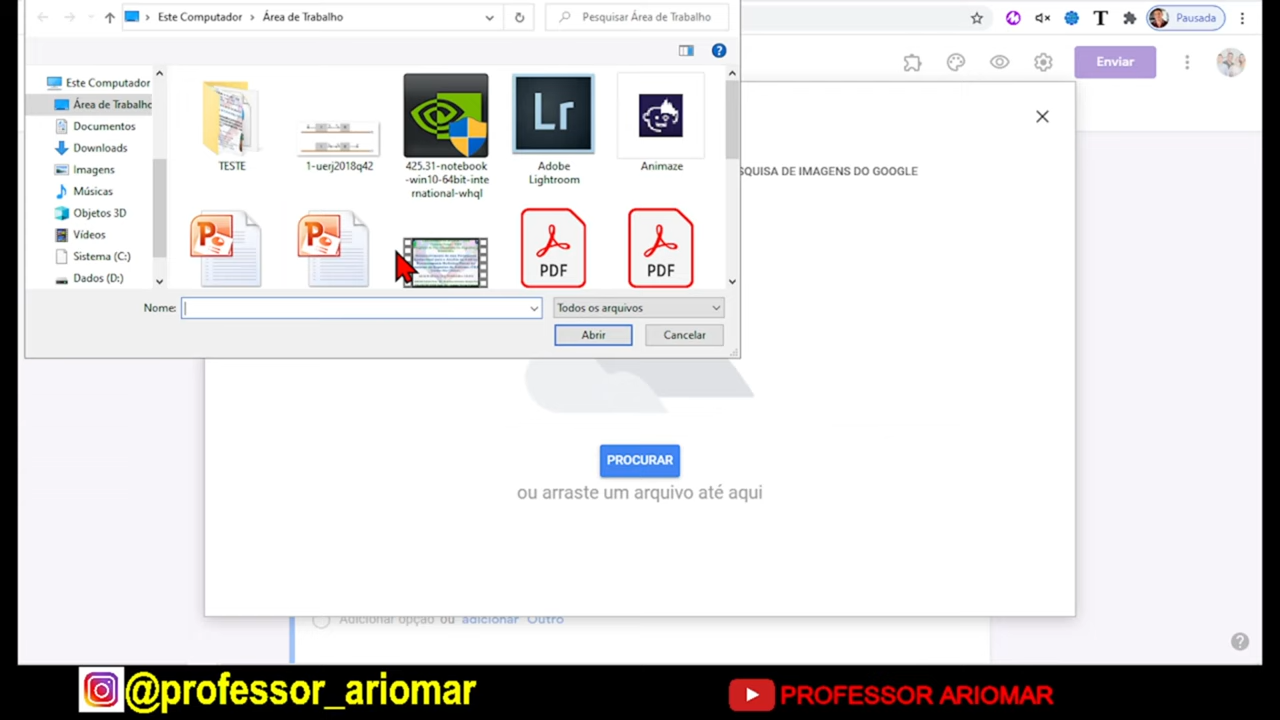 Este Computador > Área de Trabalho
Pesquisar Área de Trabalho
T
Pausada
Enviar
Este Computador
Área de Trabalho
Documentos
Downloads
Imagens
Músicas
Objetos 3D
Vídeos
Sistema (C:)
Dados (D:)
TESTE
1-uerj2018q42
425.31-notebook
-win10-64bit-inte
rnational-whql
Lr
Adobe
Lightroom
Animaze
P
P
PDF
PDF
Nome:
Todos os arquivos
Abrir
Cancelar
SQUISA DE IMAGENS DO GOOGLE
PROCURAR
ou arraste um arquivo até aqui
Adicionar opção ou adicionar "Outro"
@professor_ariomar
PROFESSOR ARIOMAR